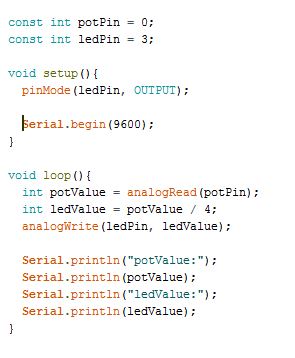 const int potPin = 0;
const int ledPin = 3;
void setup(){
pinMode(ledPin, OUTPUT);
Serial.begin(9600);
}
void loop(){
int potValue = analogRead(potPin);
int ledValue = potValue / 4;
analogWrite(ledPin, ledValue);
Serial.println("potValue:");
Serial.println(potValue);
Serial.println("ledValue:");
Serial.println(ledValue);
}